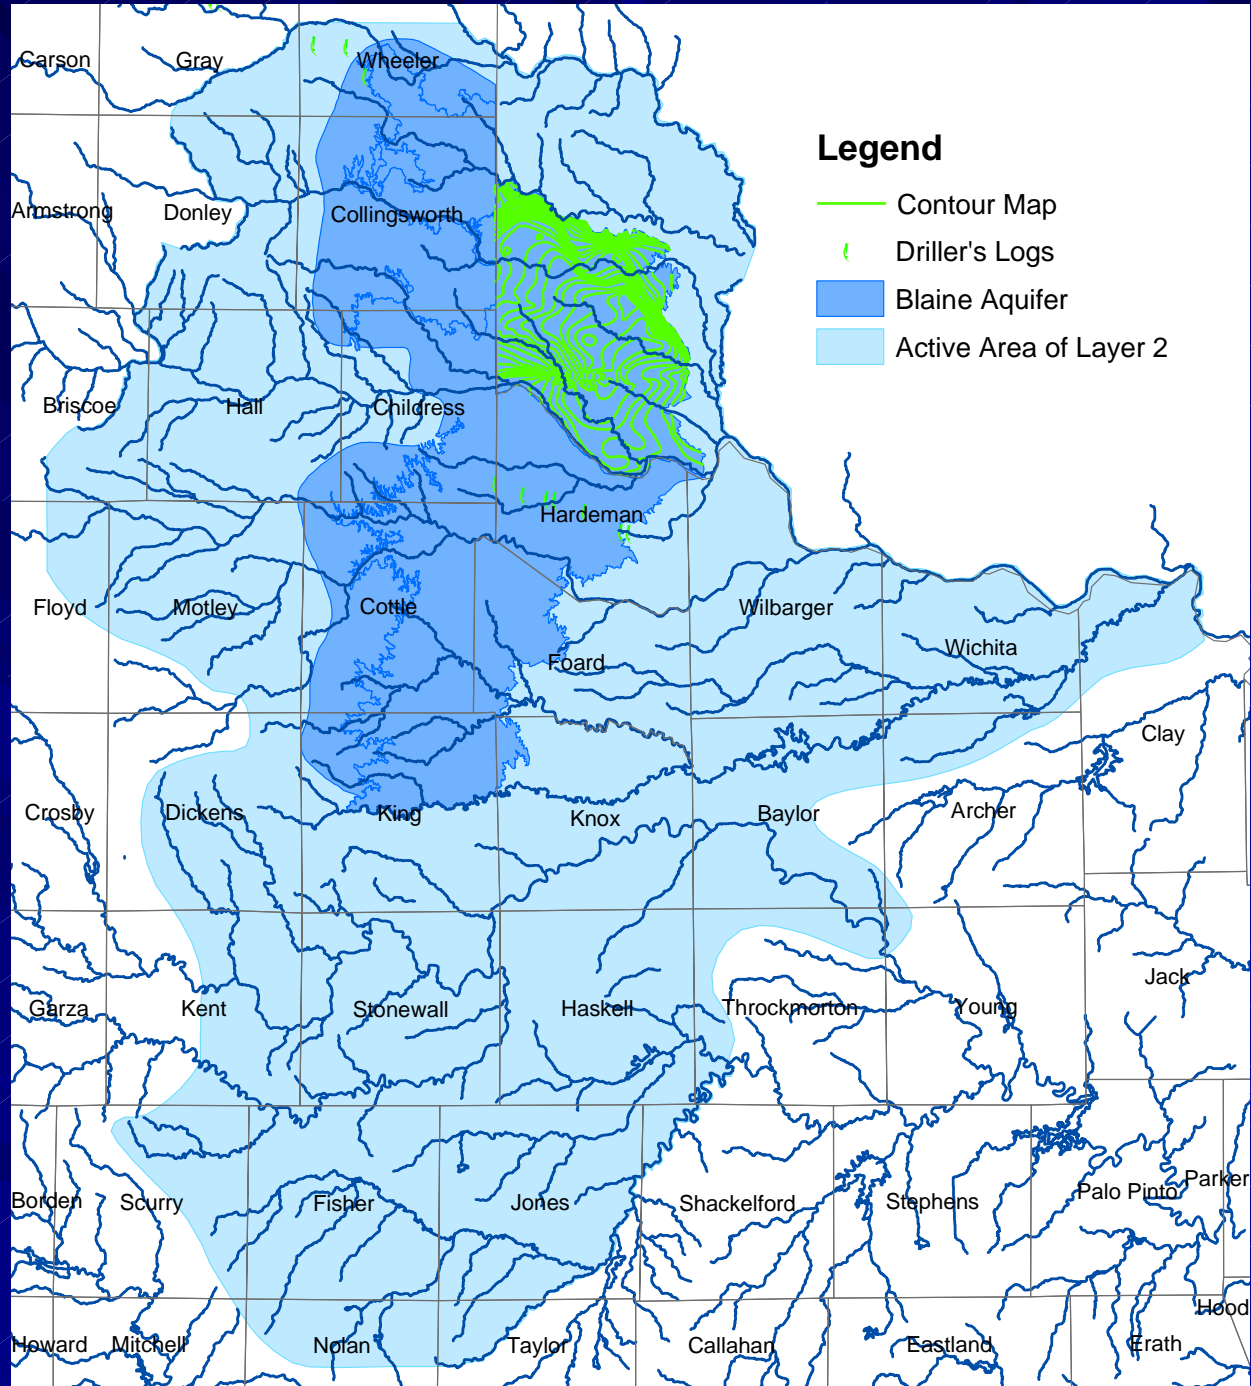 Carson
Gray
Wheeler
Legend
Contour Map
Driller's Logs
Blaine Aquifer
Active Area of Layer 2
Armstrong
Donley
Collingsworth
Briscoe
Hall
Childress
Hardeman
Floyd
Motley
Cottle
Foard
Wilbarger
Wichita
Clay
Crosby
Dickens
King
Knox
Baylor
Archer
Jack
Garza
Kent
Stonewall
Haskell
Throckmorton
Young
Borden
Scurry
Fisher
Jones
Shackelford
Stephens
Palo Pinto
Parker
Hood
Howard
Mitchell
Nolan
Taylor
Callahan
Eastland
Erath